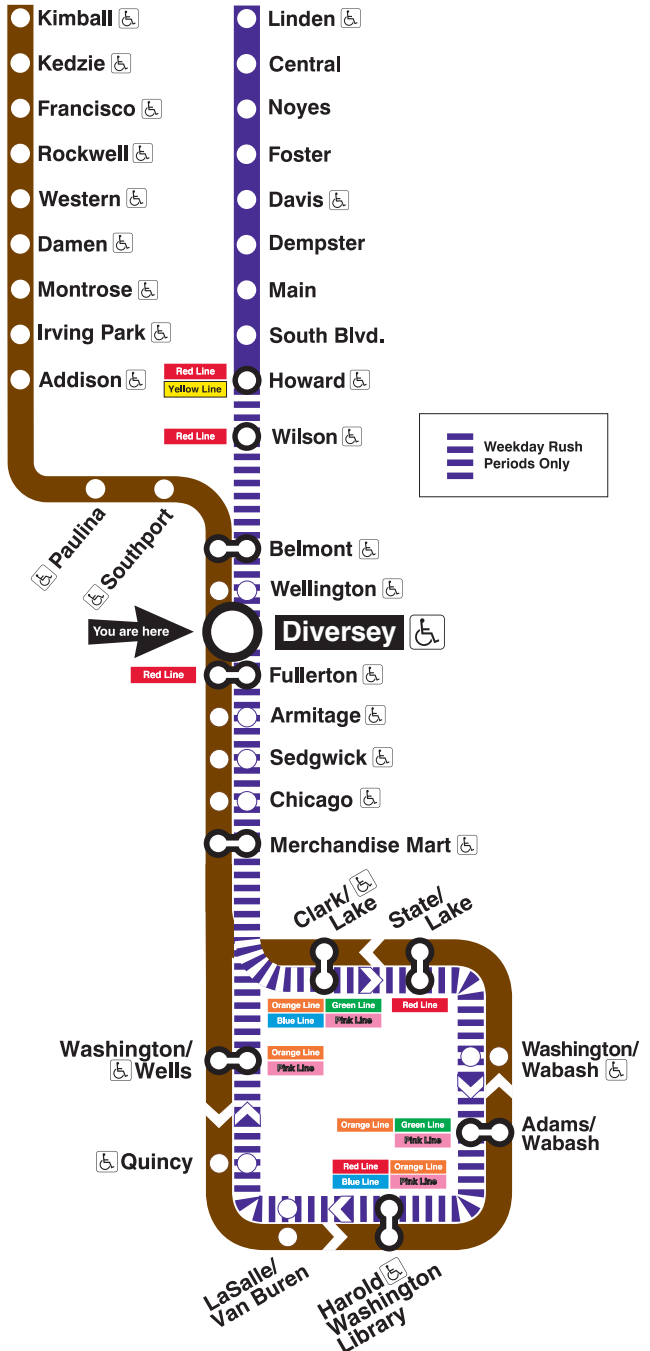 Kimball
Kedzie
Francisco
Rockwell
Western
Damen
Montrose
Irving Park
Addison
Paulina
Southport
Linden
Central
Noyes
Foster
Davis
Dempster
Main
South Blvd.
Red Line
Yellow Line
Howard
Red Line
Wilson
Weekday Rush
Periods Only
Belmont
Wellington
You are here
Diversey
Red Line
Fullerton
Armitage
Sedgwick
Chicago
Merchandise Mart
Clark/
Lake
State/
Lake
Orange Line
Green Line
Blue Line
Pink Line
Red Line
Washington/
Wells
Orange Line
Pink Line
Washington/
Wabash
Orange Line
Green Line
Pink Line
Adams/
Wabash
Quincy
Red Line
Orange Line
Blue Line
Pink Line
LaSalle/
Van Buren
Harold
Washington
Library